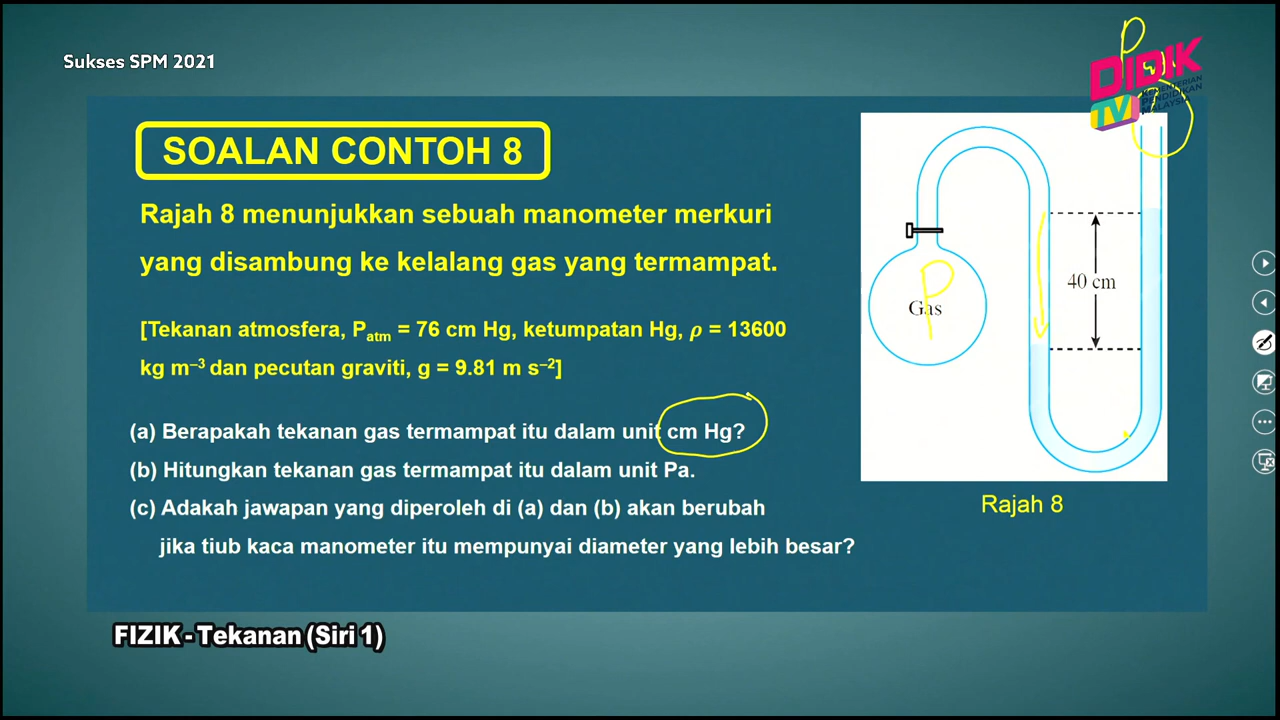 Sukses SPM 2021
P
DIDIK
TV
KEMENTERIAN
PENDIDIKAN
MALAYSIA
SOALAN CONTOH 8
Rajah 8 menunjukkan sebuah manometer merkuri
yang disambung ke kelalang gas yang termampat.
[Tekanan atmosfera, Patm = 76 cm Hg, ketumpatan Hg, ρ = 13600
kg m⁻³ dan pecutan graviti, g = 9.81 m s⁻²]
(a) Berapakah tekanan gas termampat itu dalam unit cm Hg?
(b) Hitungkan tekanan gas termampat itu dalam unit Pa.
(c) Adakah jawapan yang diperoleh di (a) dan (b) akan berubah
jika tiub kaca manometer itu mempunyai diameter yang lebih besar?
P
Gas
40 cm
Rajah 8
FIZIK - Tekanan (Siri 1)